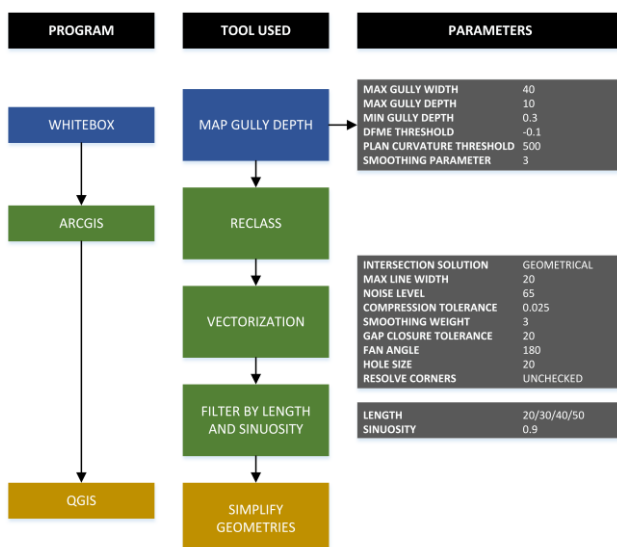 PROGRAM
TOOL USED
PARAMETERS
WHITEBOX
MAP GULLY DEPTH
MAX GULLY WIDTH 40
MAX GULLY DEPTH 10
MIN GULLY DEPTH 0.3
DFME THRESHOLD -0.1
PLAN CURVATURE THRESHOLD 500
SMOOTHING PARAMETER 3
ARCGIS
RECLASS
VECTORIZATION
INTERSECTION SOLUTION GEOMETRICAL
MAX LINE WIDTH 20
NOISE LEVEL 65
COMPRESSION TOLERANCE 0.025
SMOOTHING WEIGHT 3
GAP CLOSURE TOLERANCE 20
FAN ANGLE 180
HOLE SIZE 20
RESOLVE CORNERS UNCHECKED
FILTER BY LENGTH
AND SINUOSITY
LENGTH 20/30/40/50
SINUOSITY 0.9
QGIS
SIMPLIFY
GEOMETRIES